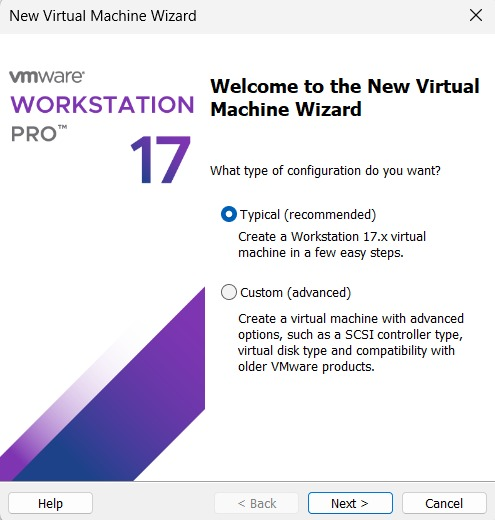 New Virtual Machine Wizard
vmware®
WORKSTATION
PRO™
17
Welcome to the New Virtual
Machine Wizard
What type of configuration do you want?
Typical (recommended)
Create a Workstation 17.x virtual
machine in a few easy steps.
Custom (advanced)
Create a virtual machine with advanced
options, such as a SCSI controller type,
virtual disk type and compatibility with
older VMware products.
Help
< Back
Next >
Cancel